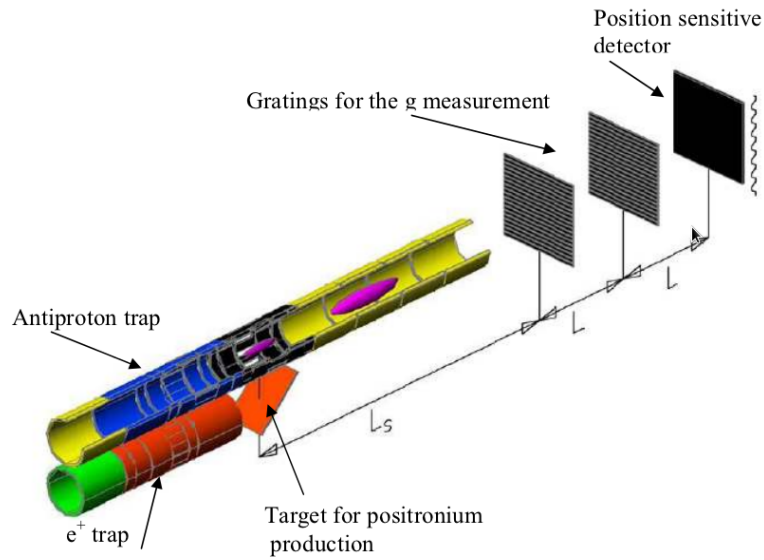 Position sensitive
detector
Gratings for the g measurement
Antiproton trap
L
L
Ls
e+ trap
Target for positronium
production